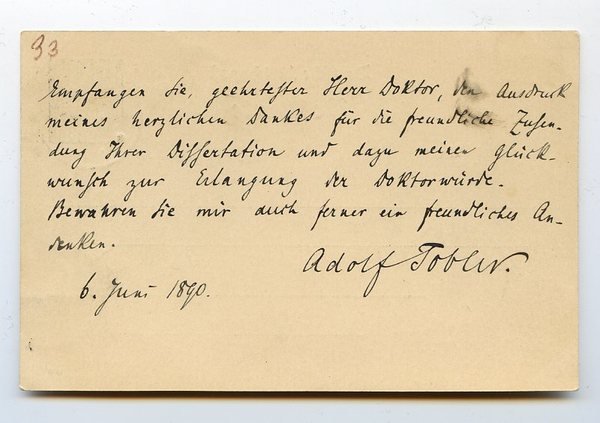 33
Empfangen Sie, geehrtester Herr Doktor, den Ausdruck
meines herzlichen Dankes für die freundliche Zusen-
dung Ihrer Dissertation und dazu meinen Glück-
wunsch zur Erlangung der Doktorwürde.
Bewahren Sie mir auch ferner ein freundliches An-
denken.
Adolf Tobler.
6. Juni 1890.